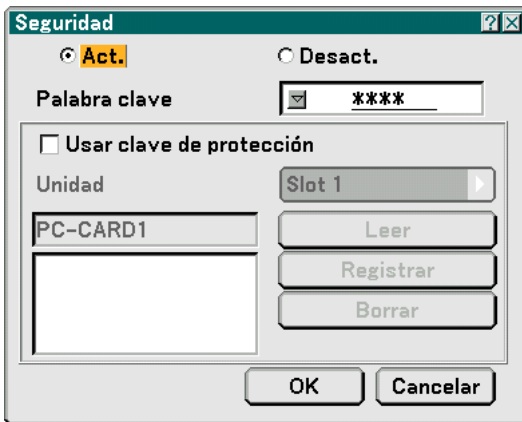 Seguridad
Act. Desact.
Palabra clave ****
Usar clave de protección
Unidad Slot 1
PC-CARD1 Leer
Registrar
Borrar
OK Cancelar